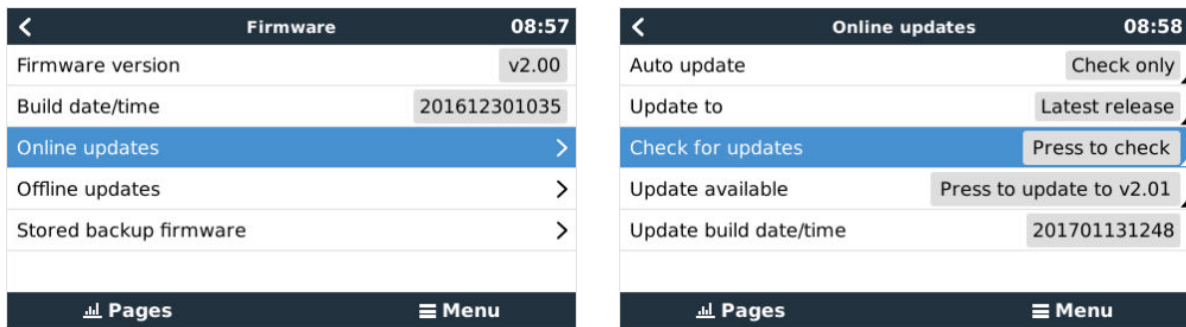 Firmware 08:57
Firmware version v2.00
Build date/time 201612301035
Online updates
Offline updates
Stored backup firmware
Pages Menu
Online updates 08:58
Auto update Check only
Update to Latest release
Check for updates Press to check
Update available Press to update to v2.01
Update build date/time 201701131248
Pages Menu